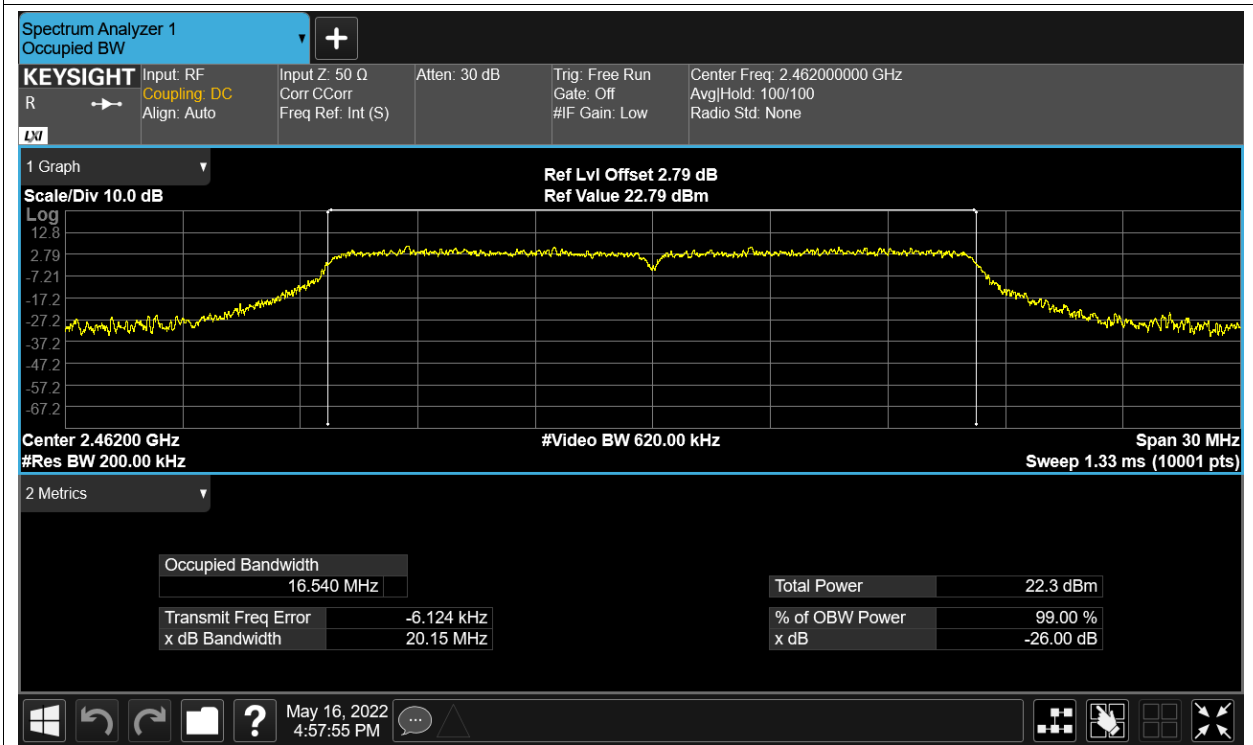 Spectrum Analyzer 1
Occupied BW
KEYSIGHT
R
LXI
Input: RF
Coupling: DC
Align: Auto
Input Z: 50 Ω
Corr CCorr
Freq Ref: Int (S)
Atten: 30 dB
Trig: Free Run
Gate: Off
#IF Gain: Low
Center Freq: 2.462000000 GHz
Avg|Hold: 100/100
Radio Std: None
1 Graph
Scale/Div 10.0 dB
Ref Lvl Offset 2.79 dB
Ref Value 22.79 dBm
Log
12.8
2.79
-7.21
-17.2
-27.2
-37.2
-47.2
-57.2
-67.2
Center 2.46200 GHz
#Res BW 200.00 kHz
#Video BW 620.00 kHz
Span 30 MHz
Sweep 1.33 ms (10001 pts)
2 Metrics
Occupied Bandwidth
16.540 MHz
Transmit Freq Error -6.124 kHz
x dB Bandwidth 20.15 MHz
Total Power 22.3 dBm
% of OBW Power 99.00 %
x dB -26.00 dB
?
May 16, 2022
4:57:55 PM